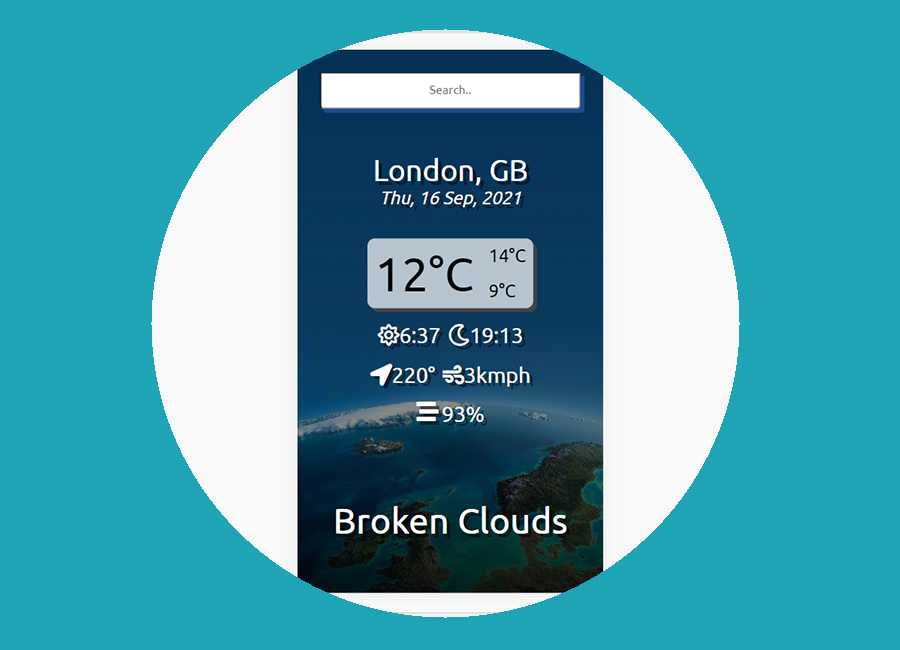 Search..
London, GB
Thu, 16 Sep, 2021
12°C 14°C
9°C
6:37 19:13
220° 3kmph
93%
Broken Clouds